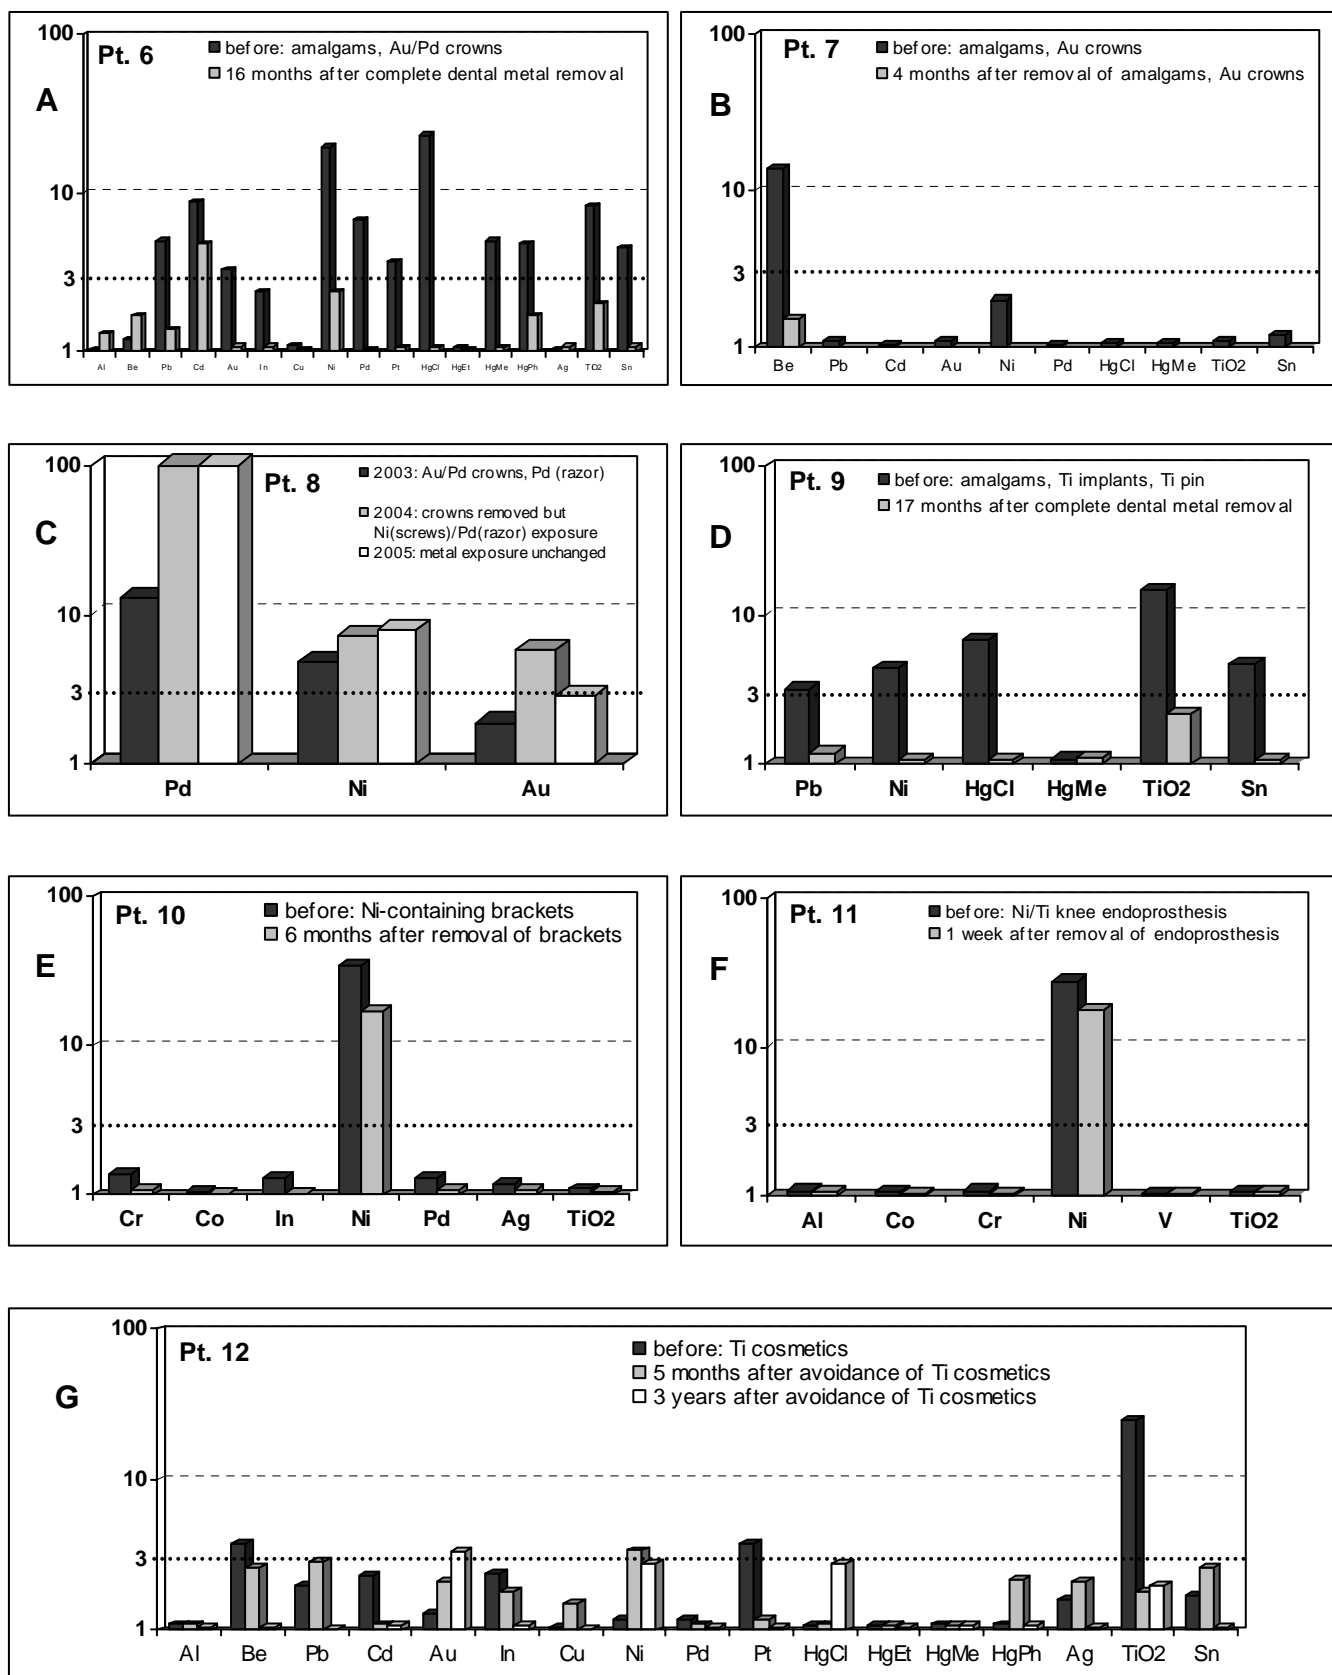 100
10
3
1
Pt. 6
A
before: amalgams, Au/Pd crowns
16 months after complete dental metal removal
Al Be Pb Cd Au In Cu Ni Pd Pt HgCl HgEt HgMe HgPh Ag TiO2 Sn
100
10
3
1
Pt. 7
B
before: amalgams, Au crowns
4 months after removal of amalgams, Au crowns
Be Pb Cd Au Ni Pd HgCl HgMe TiO2 Sn
100
10
3
1
Pt. 8
C
2003: Au/Pd crowns, Pd (razor)
2004: crowns removed but
Ni(screws)/Pd(razor) exposure
2005: metal exposure unchanged
Pd Ni Au
100
10
3
1
Pt. 9
D
before: amalgams, Ti implants, Ti pin
17 months after complete dental metal removal
Pb Ni HgCl HgMe TiO2 Sn
100
10
3
1
Pt. 10
E
before: Ni-containing brackets
6 months after removal of brackets
Cr Co In Ni Pd Ag TiO2
100
10
3
1
Pt. 11
F
before: Ni/Ti knee endoprosthesis
1 week after removal of endoprosthesis
Al Co Cr Ni V TiO2
100
10
3
1
Pt. 12
G
before: Ti cosmetics
5 months after avoidance of Ti cosmetics
3 years after avoidance of Ti cosmetics
Al Be Pb Cd Au In Cu Ni Pd Pt HgCl HgEt HgMe HgPh Ag TiO2 Sn